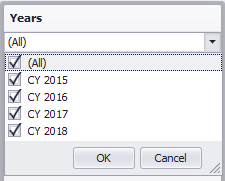 Years
(All)
(All)
CY 2015
CY 2016
CY 2017
CY 2018
OK Cancel